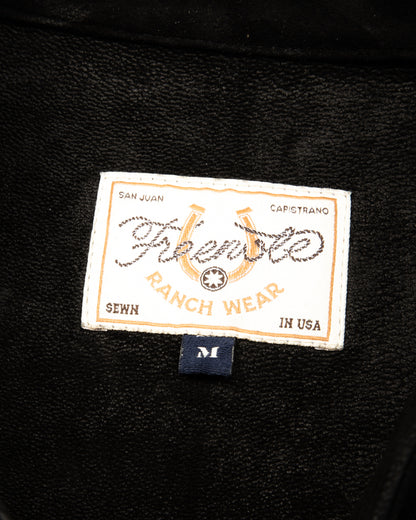 SAN JUAN CAPISTRANO
Freenote
RANCH WEAR
SEWN IN USA
M